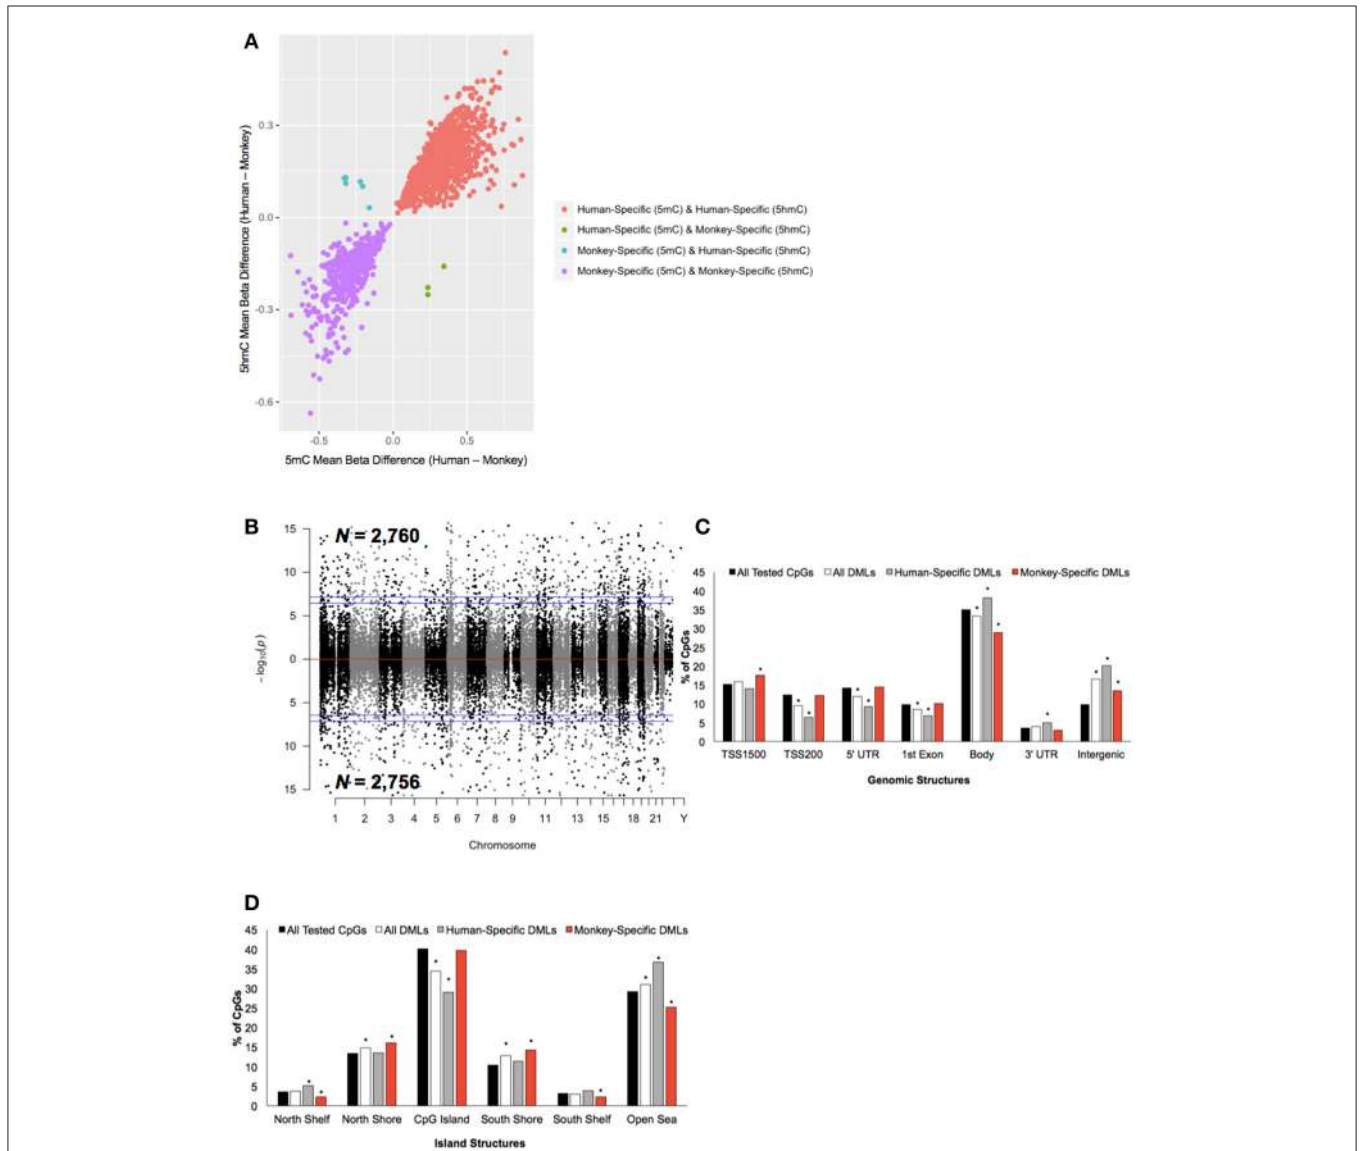 A
0.3
0.0
-0.3
-0.6
5hmC Mean Beta Difference (Human – Monkey)
-0.5 0.0 0.5
5mC Mean Beta Difference (Human – Monkey)
Human-Specific (5mC) & Human-Specific (5hmC)
Human-Specific (5mC) & Monkey-Specific (5hmC)
Monkey-Specific (5mC) & Human-Specific (5hmC)
Monkey-Specific (5mC) & Monkey-Specific (5hmC)
B
N = 2,760
15
10
5
0
5
10
15
−log10(p)
N = 2,756
1 2 3 4 5 6 7 8 9 11 13 15 18 21 Y
Chromosome
C
All Tested CpGs All DMLs Human-Specific DMLs Monkey-Specific DMLs
45
40
35
30
25
20
15
10
5
0
% of CpGs
* * * * * * * * * * * * * *
TSS1500 TSS200 5' UTR 1st Exon Body 3' UTR Intergenic
Genomic Structures
D
All Tested CpGs All DMLs Human-Specific DMLs Monkey-Specific DMLs
45
40
35
30
25
20
15
10
5
0
% of CpGs
* * * * * * * * * * * * *
North Shelf North Shore CpG Island South Shore South Shelf Open Sea
Island Structures